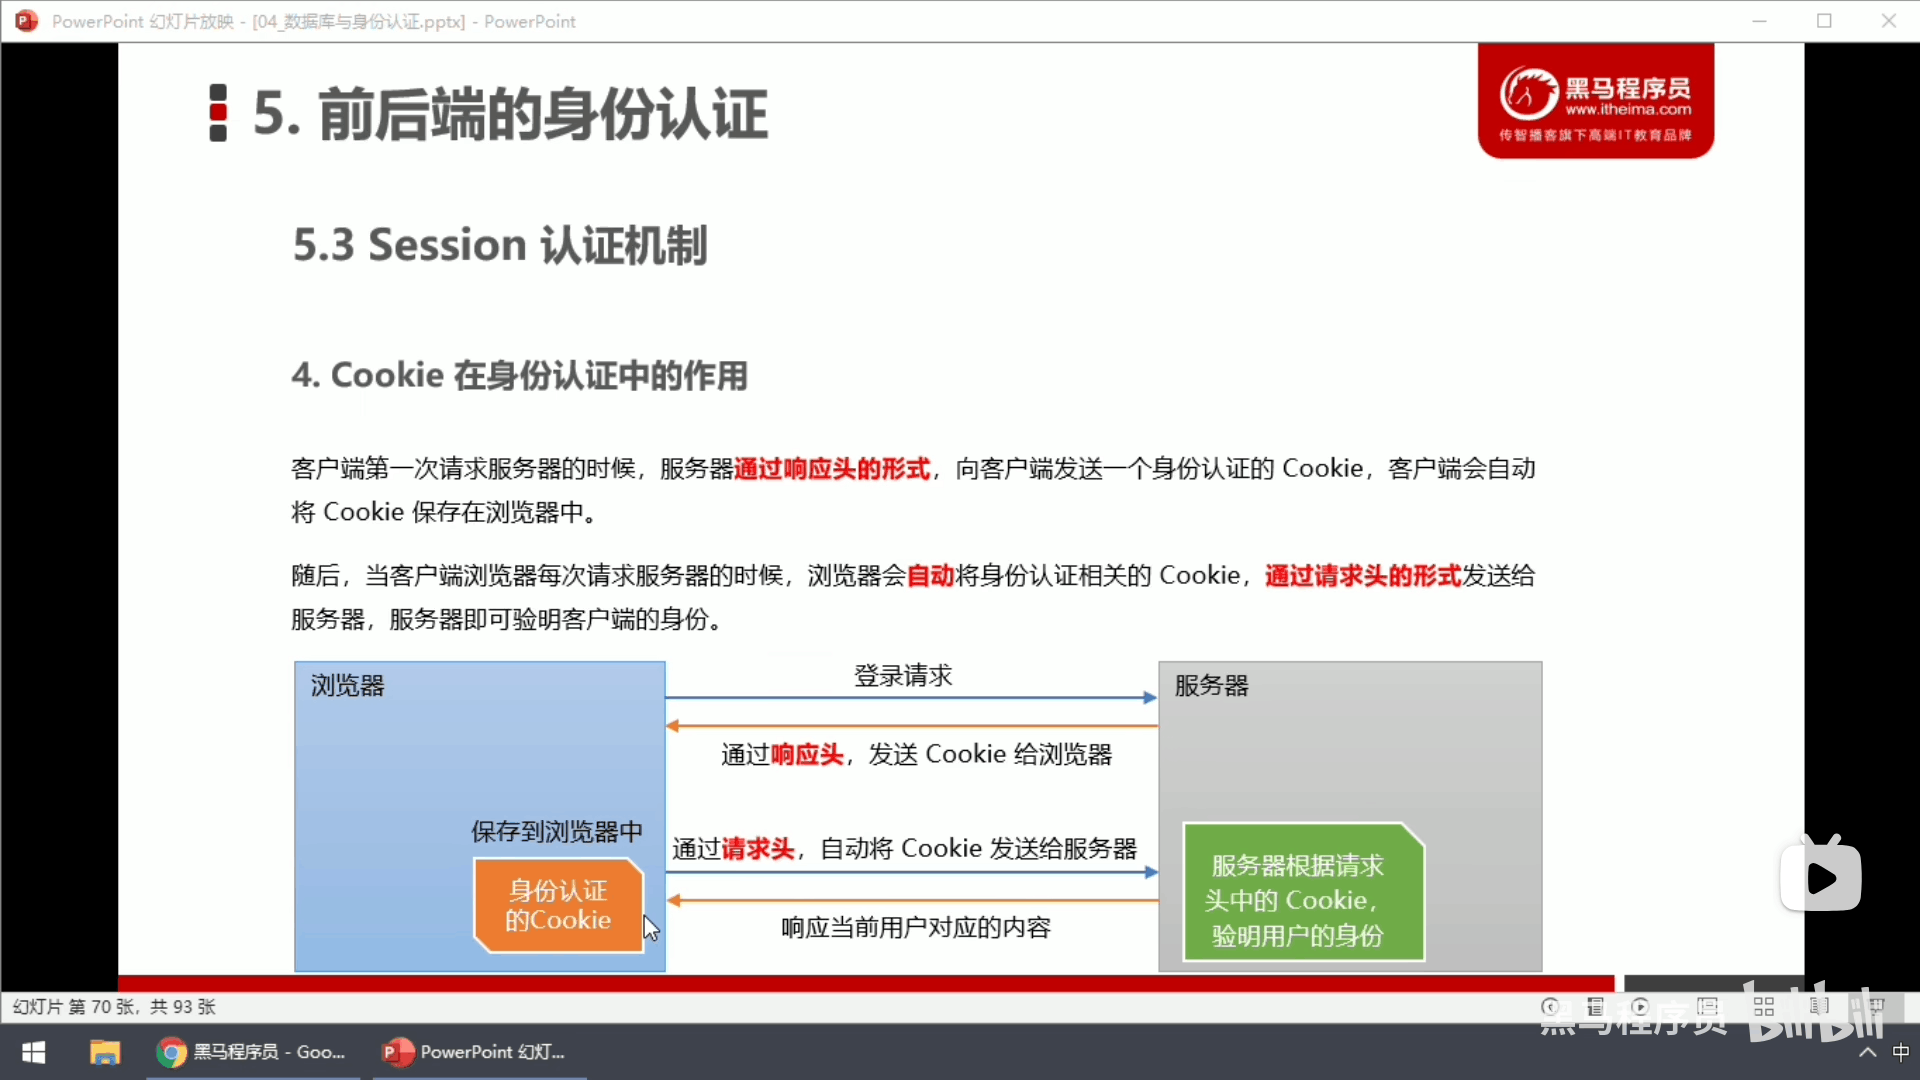 PowerPoint 幻灯片放映 - [04_数据库与身份认证.pptx] - PowerPoint
黑马程序员
www.itheima.com
传智播客旗下高端IT教育品牌
5. 前后端的身份认证
5.3 Session 认证机制
4. Cookie 在身份认证中的作用
客户端第一次请求服务器的时候，服务器通过响应头的形式，向客户端发送一个身份认证的 Cookie，客户端会自动
将 Cookie 保存在浏览器中。
随后，当客户端浏览器每次请求服务器的时候，浏览器会自动将身份认证相关的 Cookie，通过请求头的形式发送给
服务器，服务器即可验明客户端的身份。
浏览器
登录请求
服务器
通过响应头，发送 Cookie 给浏览器
保存到浏览器中
通过请求头，自动将 Cookie 发送给服务器
身份认证
的Cookie
响应当前用户对应的内容
服务器根据请求
头中的 Cookie，
验明用户的身份
幻灯片 第 70 张，共 93 张
黑马程序员 bilibili
黑马程序员 - Goo...
PowerPoint 幻灯...
中